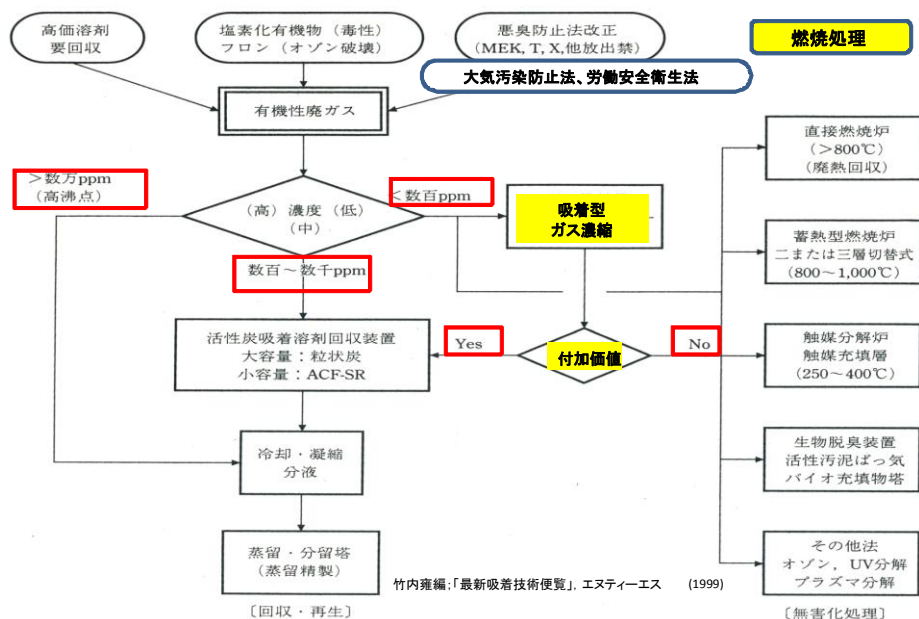 高価溶剤
要回収
塩素化有機物（毒性）
フロン（オゾン破壊）
悪臭防止法改正
(MEK, T, X,他放出禁)
燃焼処理
大気汚染防止法、労働安全衛生法
有機性廃ガス
＞数万ppm
(高沸点)
(高) 濃度 (低)
(中)
＜数百ppm
吸着型
ガス濃縮
直接燃焼炉
(＞800℃)
(廃熱回収)
蓄熱型燃焼炉
二または三層切替式
(800～1,000℃)
数百～数千ppm
活性炭吸着溶剤回収装置
大容量：粒状炭
小容量：ACF-SR
Yes
付加価値
No
触媒分解炉
触媒充填層
(250～400℃)
冷却・凝縮
分液
生物脱臭装置
活性汚泥ばっ気
バイオ充填物塔
蒸留・分留塔
(蒸留精製)
その他法
オゾン，UV分解
プラズマ分解
竹内雍編;「最新吸着技術便覧」, エヌティーエス (1999)
〔回収・再生〕
〔無害化処理〕